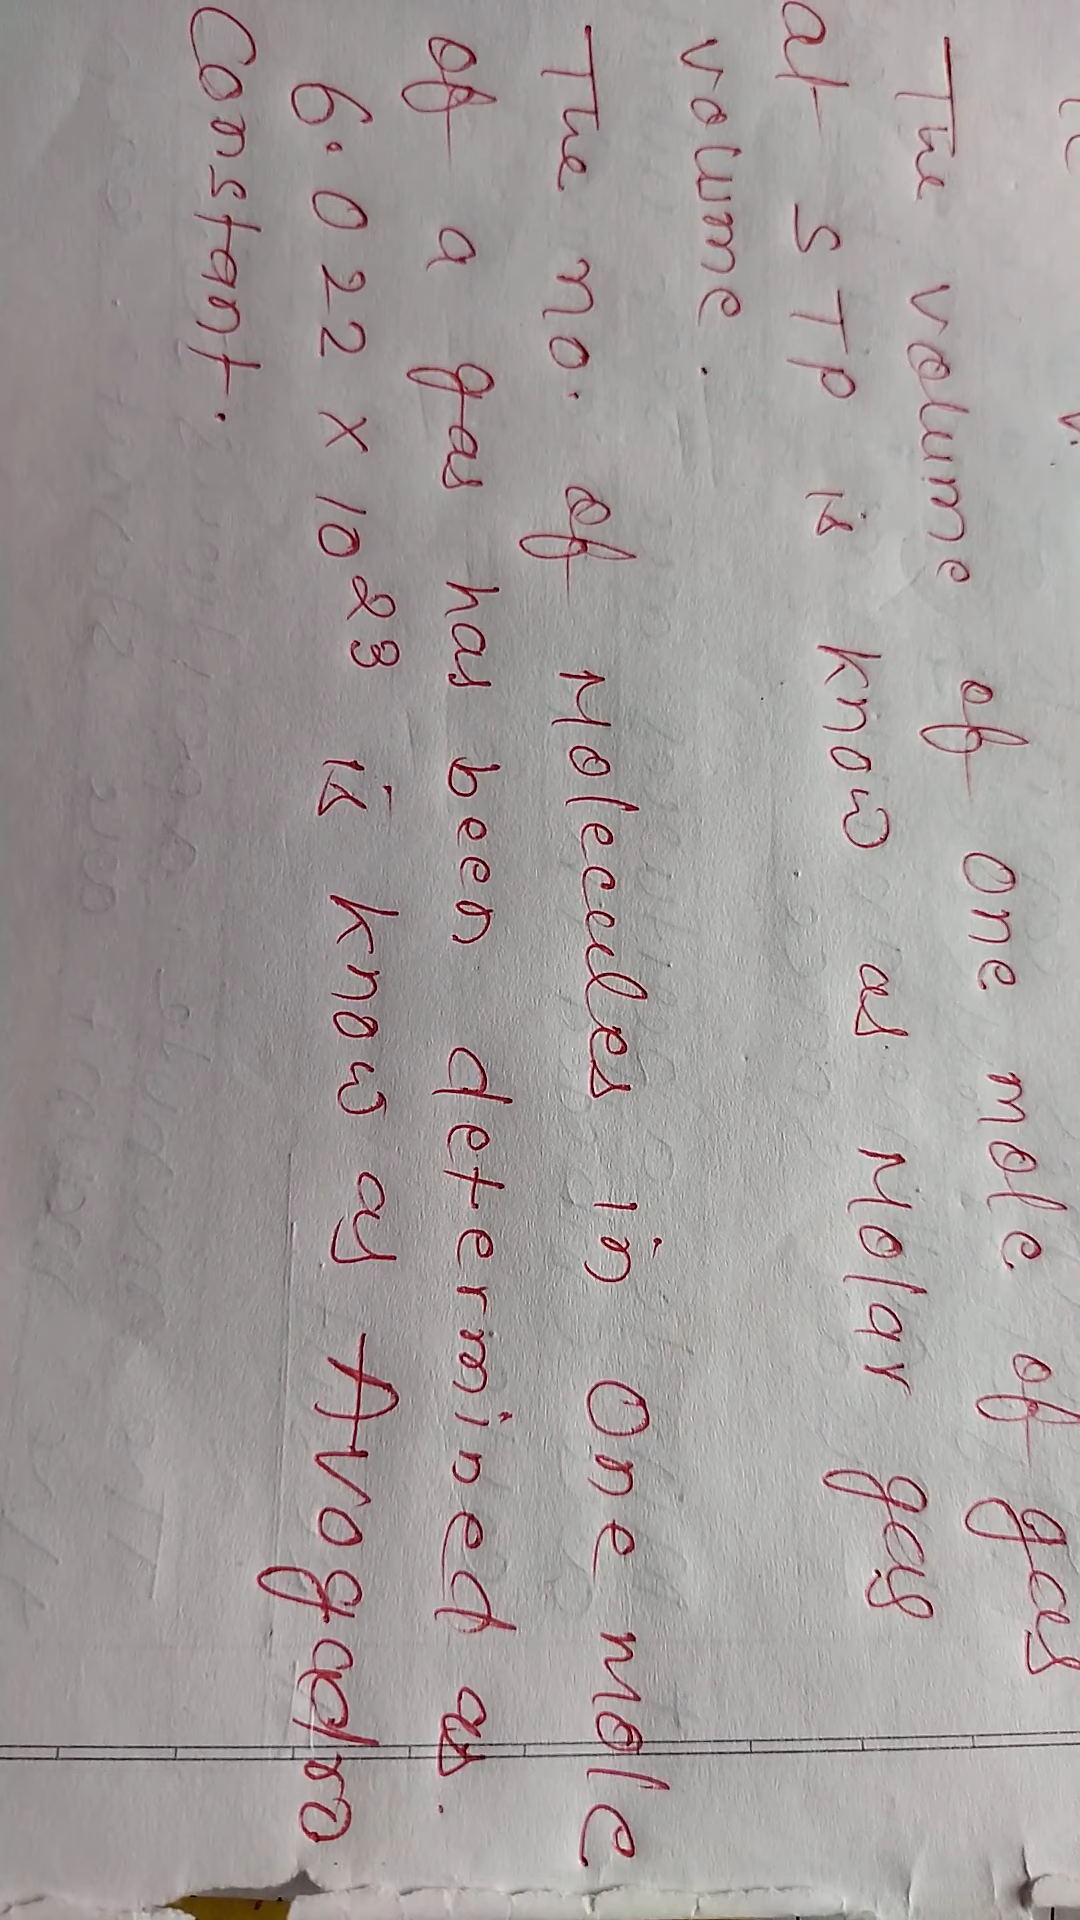 The volume of one mole of gas
at STP is know as Molar gas
volume.
The no. of Molecules in One mole
of a gas has been determined as.
6.022 x 10²³ is know as Avogadro
Constant.